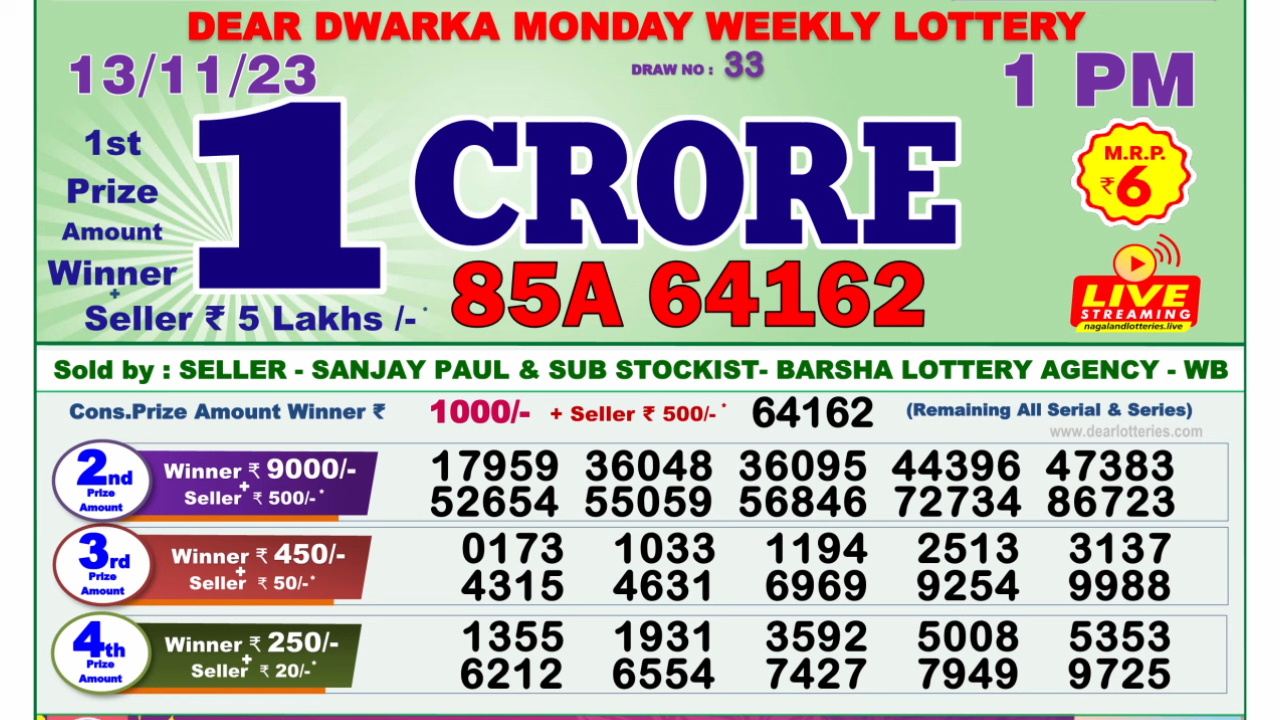 DEAR DWARKA MONDAY WEEKLY LOTTERY
13/11/23
DRAW NO : 33
1 PM
1st
Prize
Amount
Winner
+
Seller ₹ 5 Lakhs /-*
1 CRORE
85A 64162
M.R.P.
₹6
LIVE
STREAMING
nagalandlotteries.live
Sold by : SELLER - SANJAY PAUL & SUB STOCKIST- BARSHA LOTTERY AGENCY - WB
Cons.Prize Amount Winner ₹ 1000/- + Seller ₹ 500/-* 64162 (Remaining All Serial & Series)
www.dearlotteries.com
2nd
Prize
Amount
Winner ₹ 9000/-
+
Seller ₹ 500/-*
17959 36048 36095 44396 47383
52654 55059 56846 72734 86723
3rd
Prize
Amount
Winner ₹ 450/-
+
Seller ₹ 50/-*
0173 1033 1194 2513 3137
4315 4631 6969 9254 9988
4th
Prize
Amount
Winner ₹ 250/-
+
Seller ₹ 20/-*
1355 1931 3592 5008 5353
6212 6554 7427 7949 9725